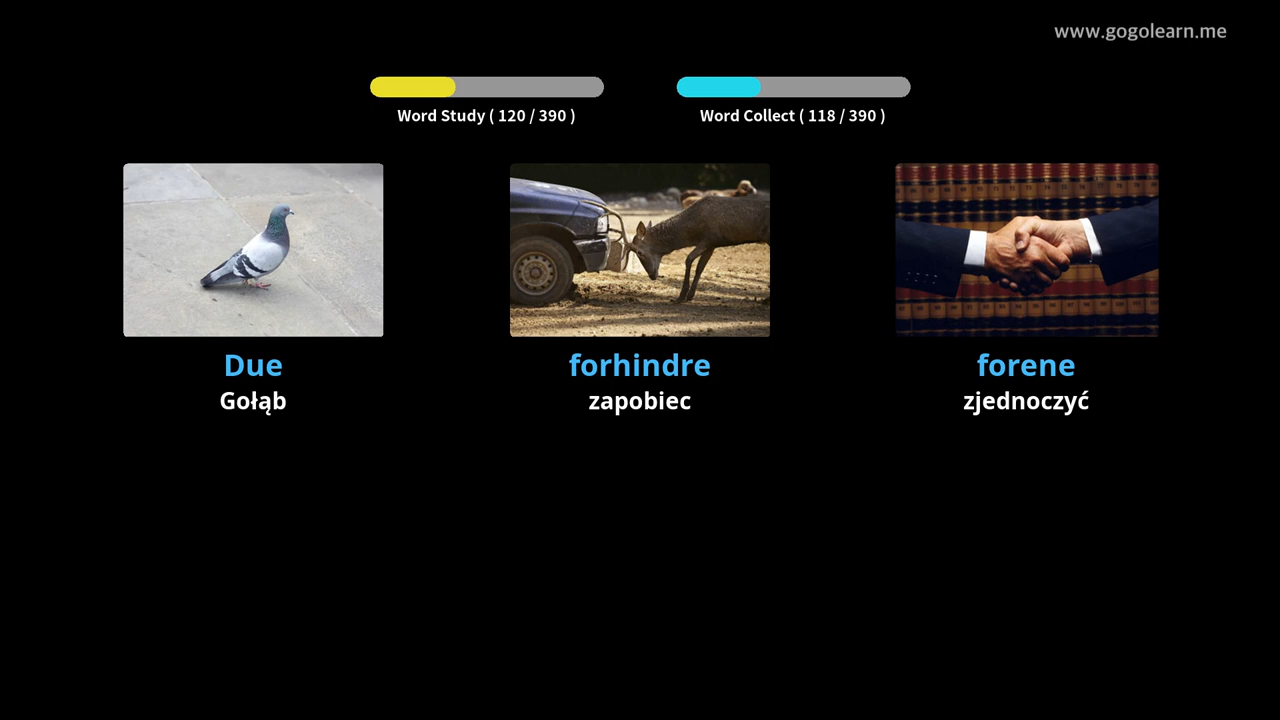 www.gogolearn.me
Word Study ( 120 / 390 )
Word Collect ( 118 / 390 )
Due
Gołąb
forhindre
zapobiec
forene
zjednoczyć